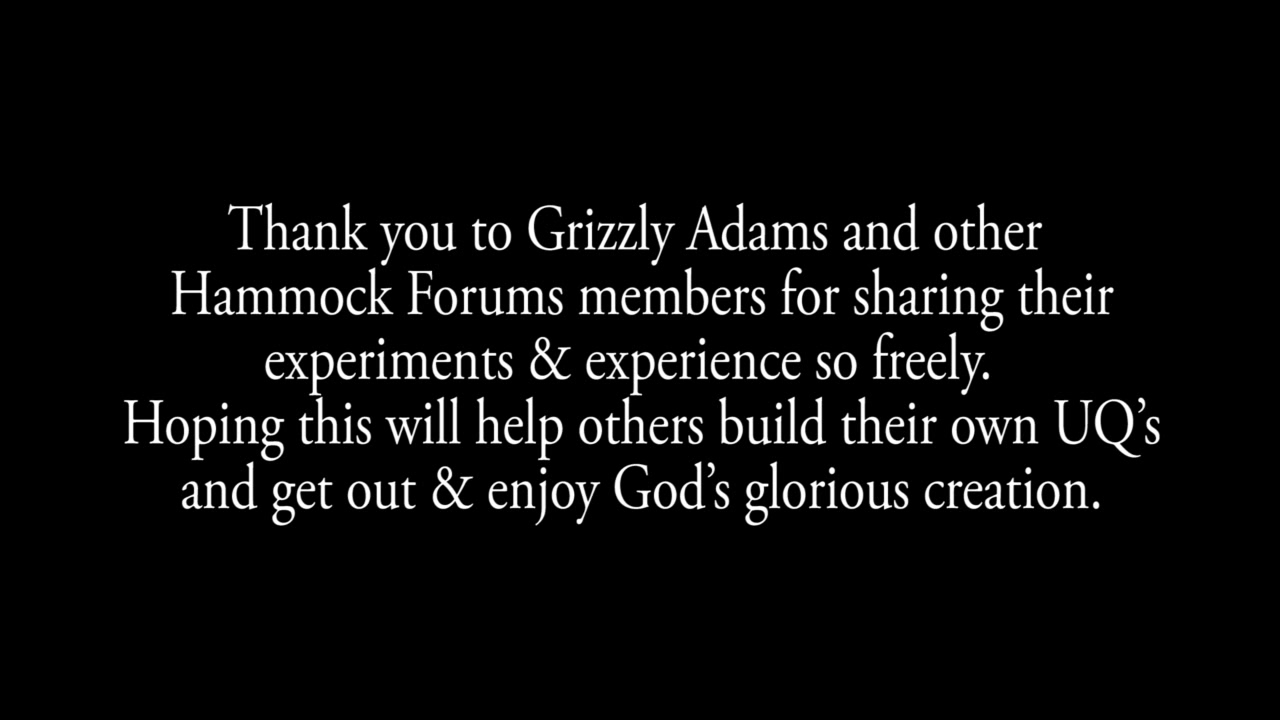 Thank you to Grizzly Adams and other
Hammock Forums members for sharing their
experiments & experience so freely.
Hoping this will help others build their own UQ’s
and get out & enjoy God’s glorious creation.